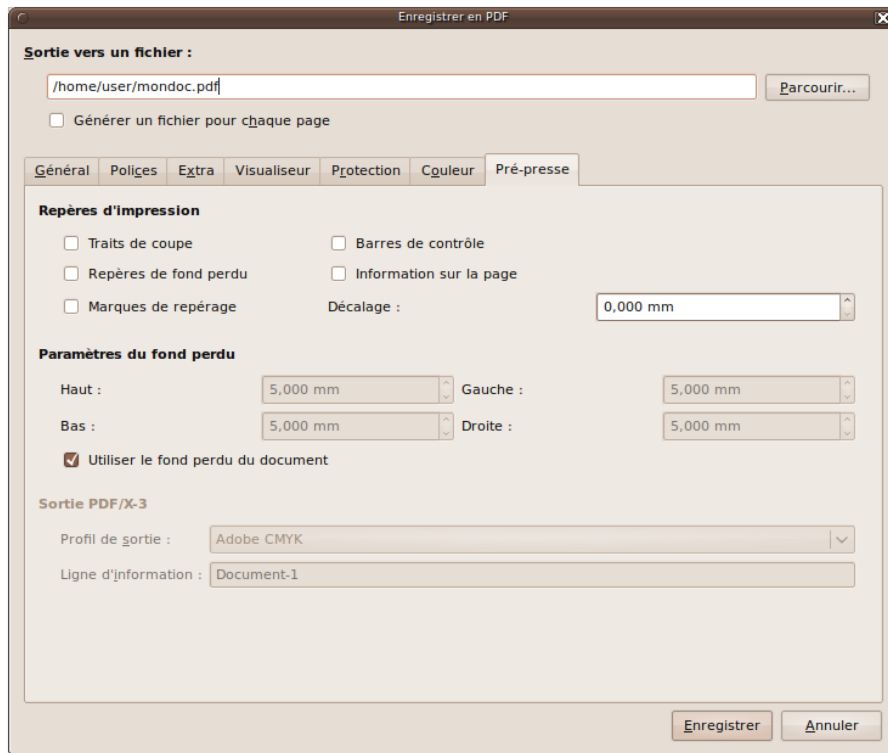 Enregistrer en PDF
Sortie vers un fichier :
/home/user/mondoc.pdf
Parcourir...
Générer un fichier pour chaque page
Général Polices Extra Visualiseur Protection Couleur Pré-presse
Repères d'impression
Traits de coupe Barres de contrôle
Repères de fond perdu Information sur la page
Marques de repérage Décalage : 0,000 mm
Paramètres du fond perdu
Haut : 5,000 mm Gauche : 5,000 mm
Bas : 5,000 mm Droite : 5,000 mm
Utiliser le fond perdu du document
Sortie PDF/X-3
Profil de sortie : Adobe CMYK
Ligne d'information : Document-1
Enregistrer Annuler